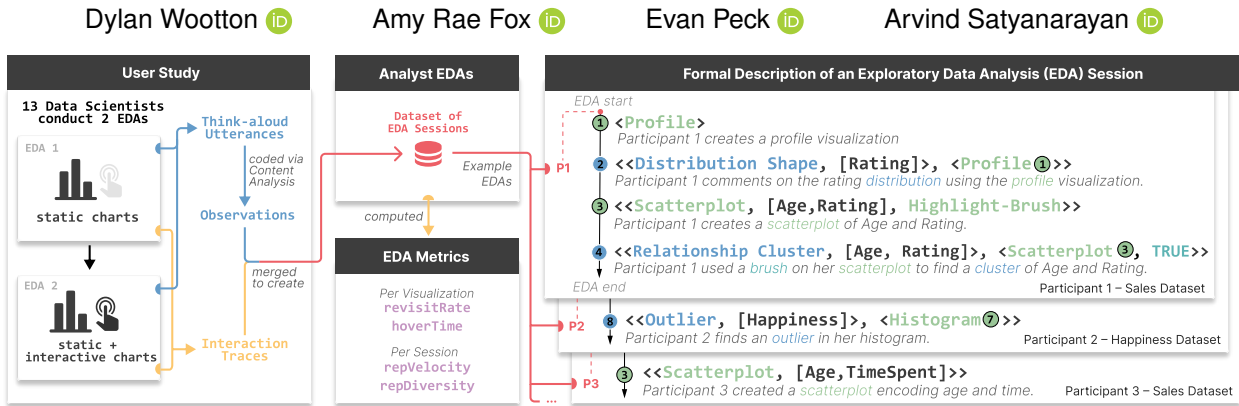 Dylan Wootton iD Amy Rae Fox iD Evan Peck iD Arvind Satyanarayan iD
User Study
13 Data Scientists
conduct 2 EDAs
EDA 1
static charts
EDA 2
static +
interactive charts
Think-aloud
Utterances
coded via
Content
Analysis
Observations
merged
to create
Interaction
Traces
Analyst EDAs
Dataset of
EDA Sessions
Example
EDAs
computed
EDA Metrics
Per Visualization
revisitRate
hoverTime
Per Session
repVelocity
repDiversity
P1
P2
P3
...
Formal Description of an Exploratory Data Analysis (EDA) Session
EDA start
1 <Profile>
Participant 1 creates a profile visualization
2 <<Distribution Shape, [Rating]>, <Profile 1>>
Participant 1 comments on the rating distribution using the profile visualization.
3 <<Scatterplot, [Age,Rating], Highlight-Brush>>
Participant 1 creates a scatterplot of Age and Rating.
4 <<Relationship Cluster, [Age, Rating]>, <Scatterplot 3, TRUE>>
Participant 1 used a brush on her scatterplot to find a cluster of Age and Rating.
EDA end
Participant 1 – Sales Dataset
8 <<Outlier, [Happiness]>, <Histogram 7>>
Participant 2 finds an outlier in her histogram.
Participant 2 – Happiness Dataset
3 <<Scatterplot, [Age,TimeSpent]>>
Participant 3 created a scatterplot encoding age and time.
Participant 3 – Sales Dataset